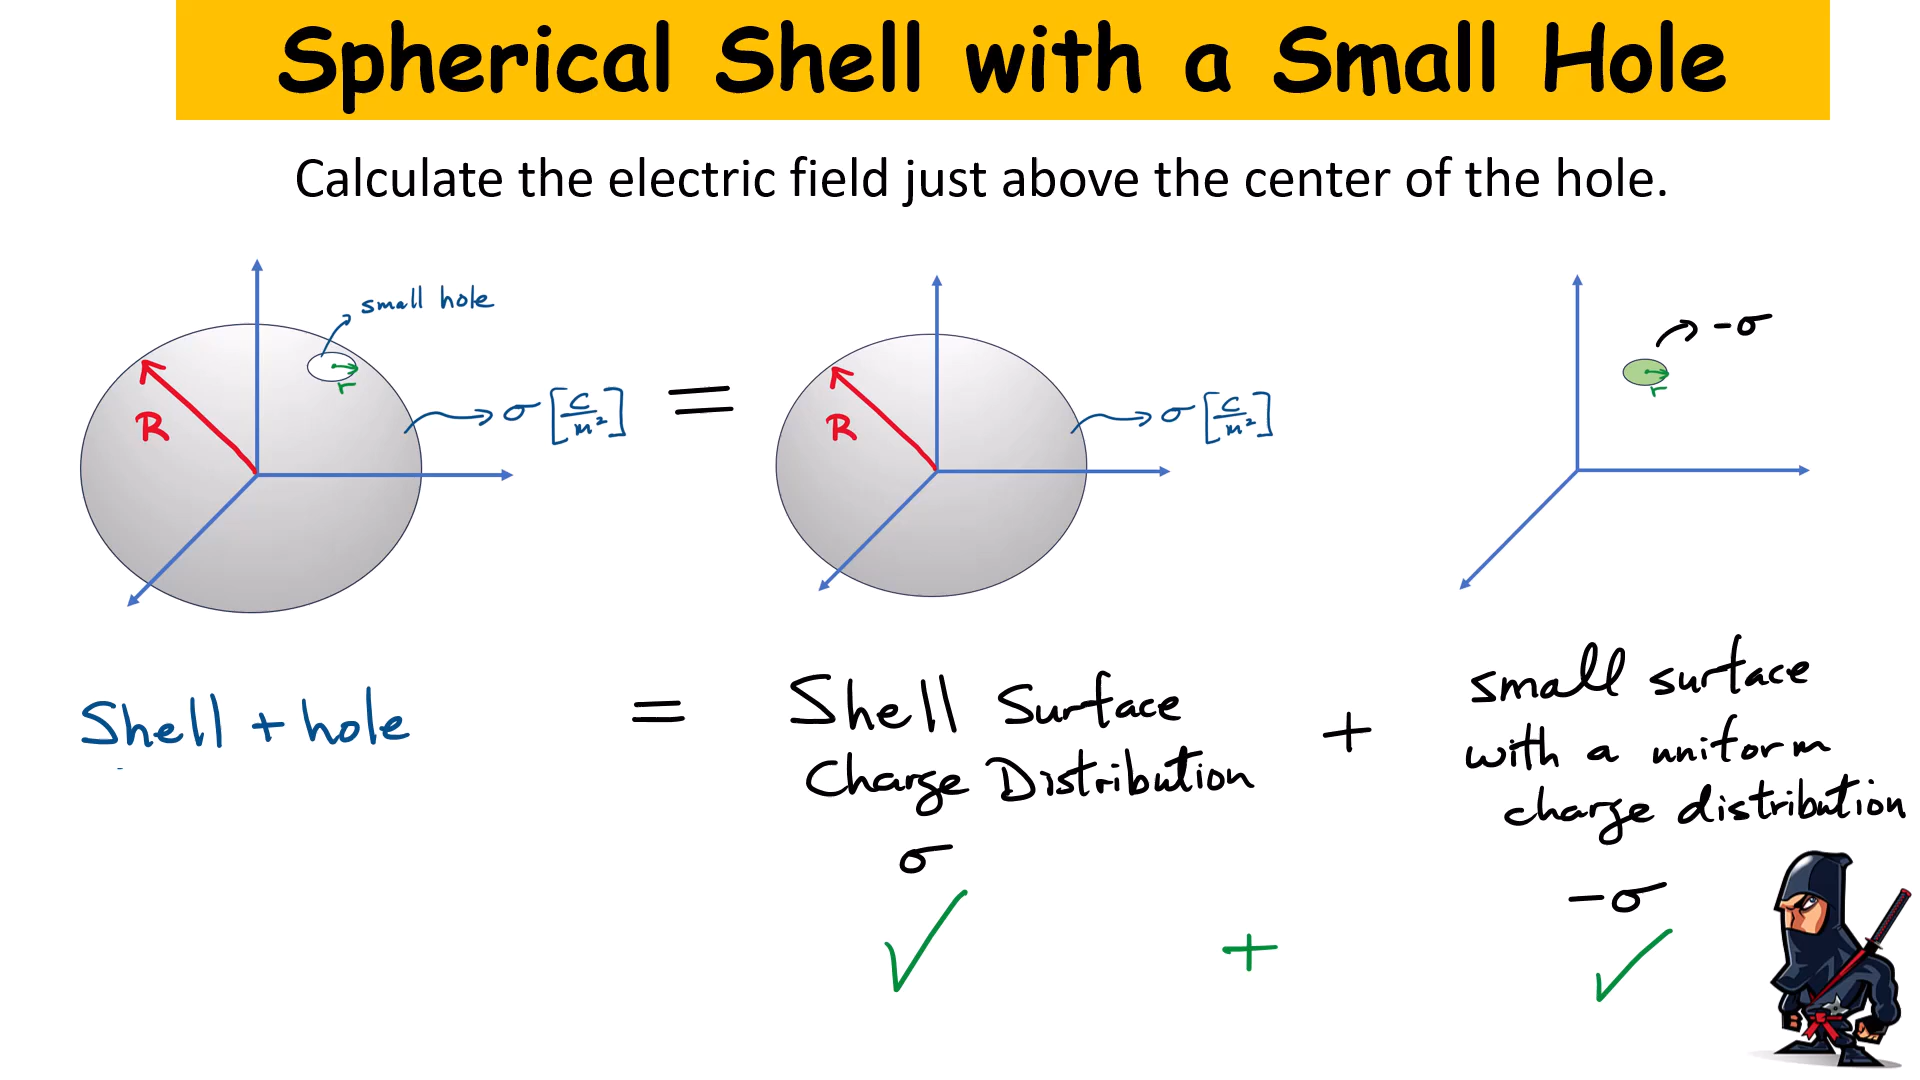 Spherical Shell with a Small Hole
Calculate the electric field just above the center of the hole.
small hole
r
R
σ [C/m²]
=
R
σ [C/m²]
-σ
r
Shell + hole
=
Shell Surface
Charge Distribution
σ
+
small surface
with a uniform
charge distribution
-σ
✓
+
✓